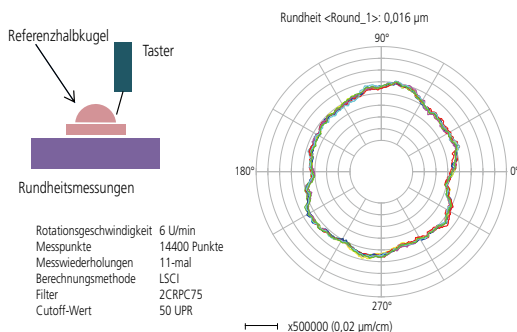 Referenzhalbkugel
Taster
Rundheitsmessungen
Rotationsgeschwindigkeit 6 U/min
Messpunkte 14400 Punkte
Messwiederholungen 11-mal
Berechnungsmethode LSCI
Filter 2CRPC75
Cutoff-Wert 50 UPR
Rundheit <Round_1>: 0,016 µm
90°
180°
0°
270°
x500000 (0,02 µm/cm)